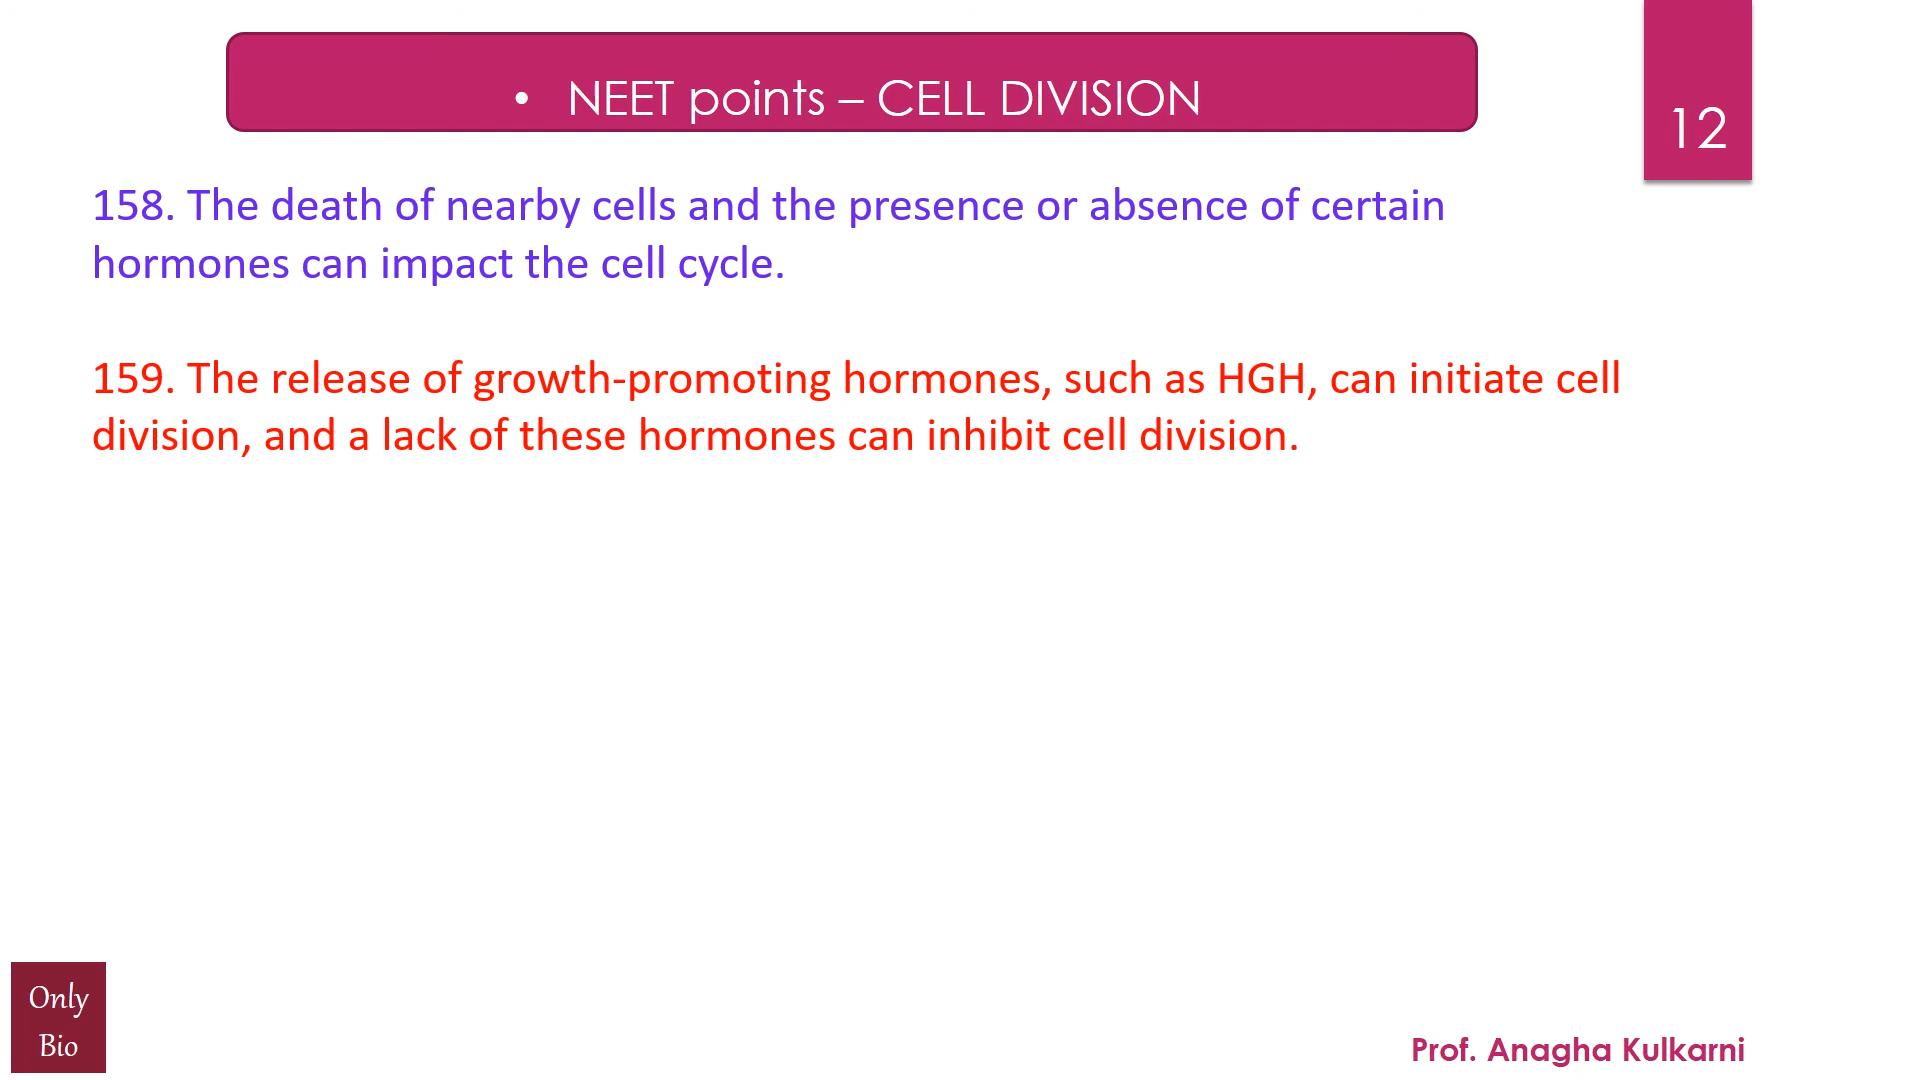 • NEET points – CELL DIVISION
12
158. The death of nearby cells and the presence or absence of certain
hormones can impact the cell cycle.
159. The release of growth-promoting hormones, such as HGH, can initiate cell
division, and a lack of these hormones can inhibit cell division.
Only
Bio
Prof. Anagha Kulkarni